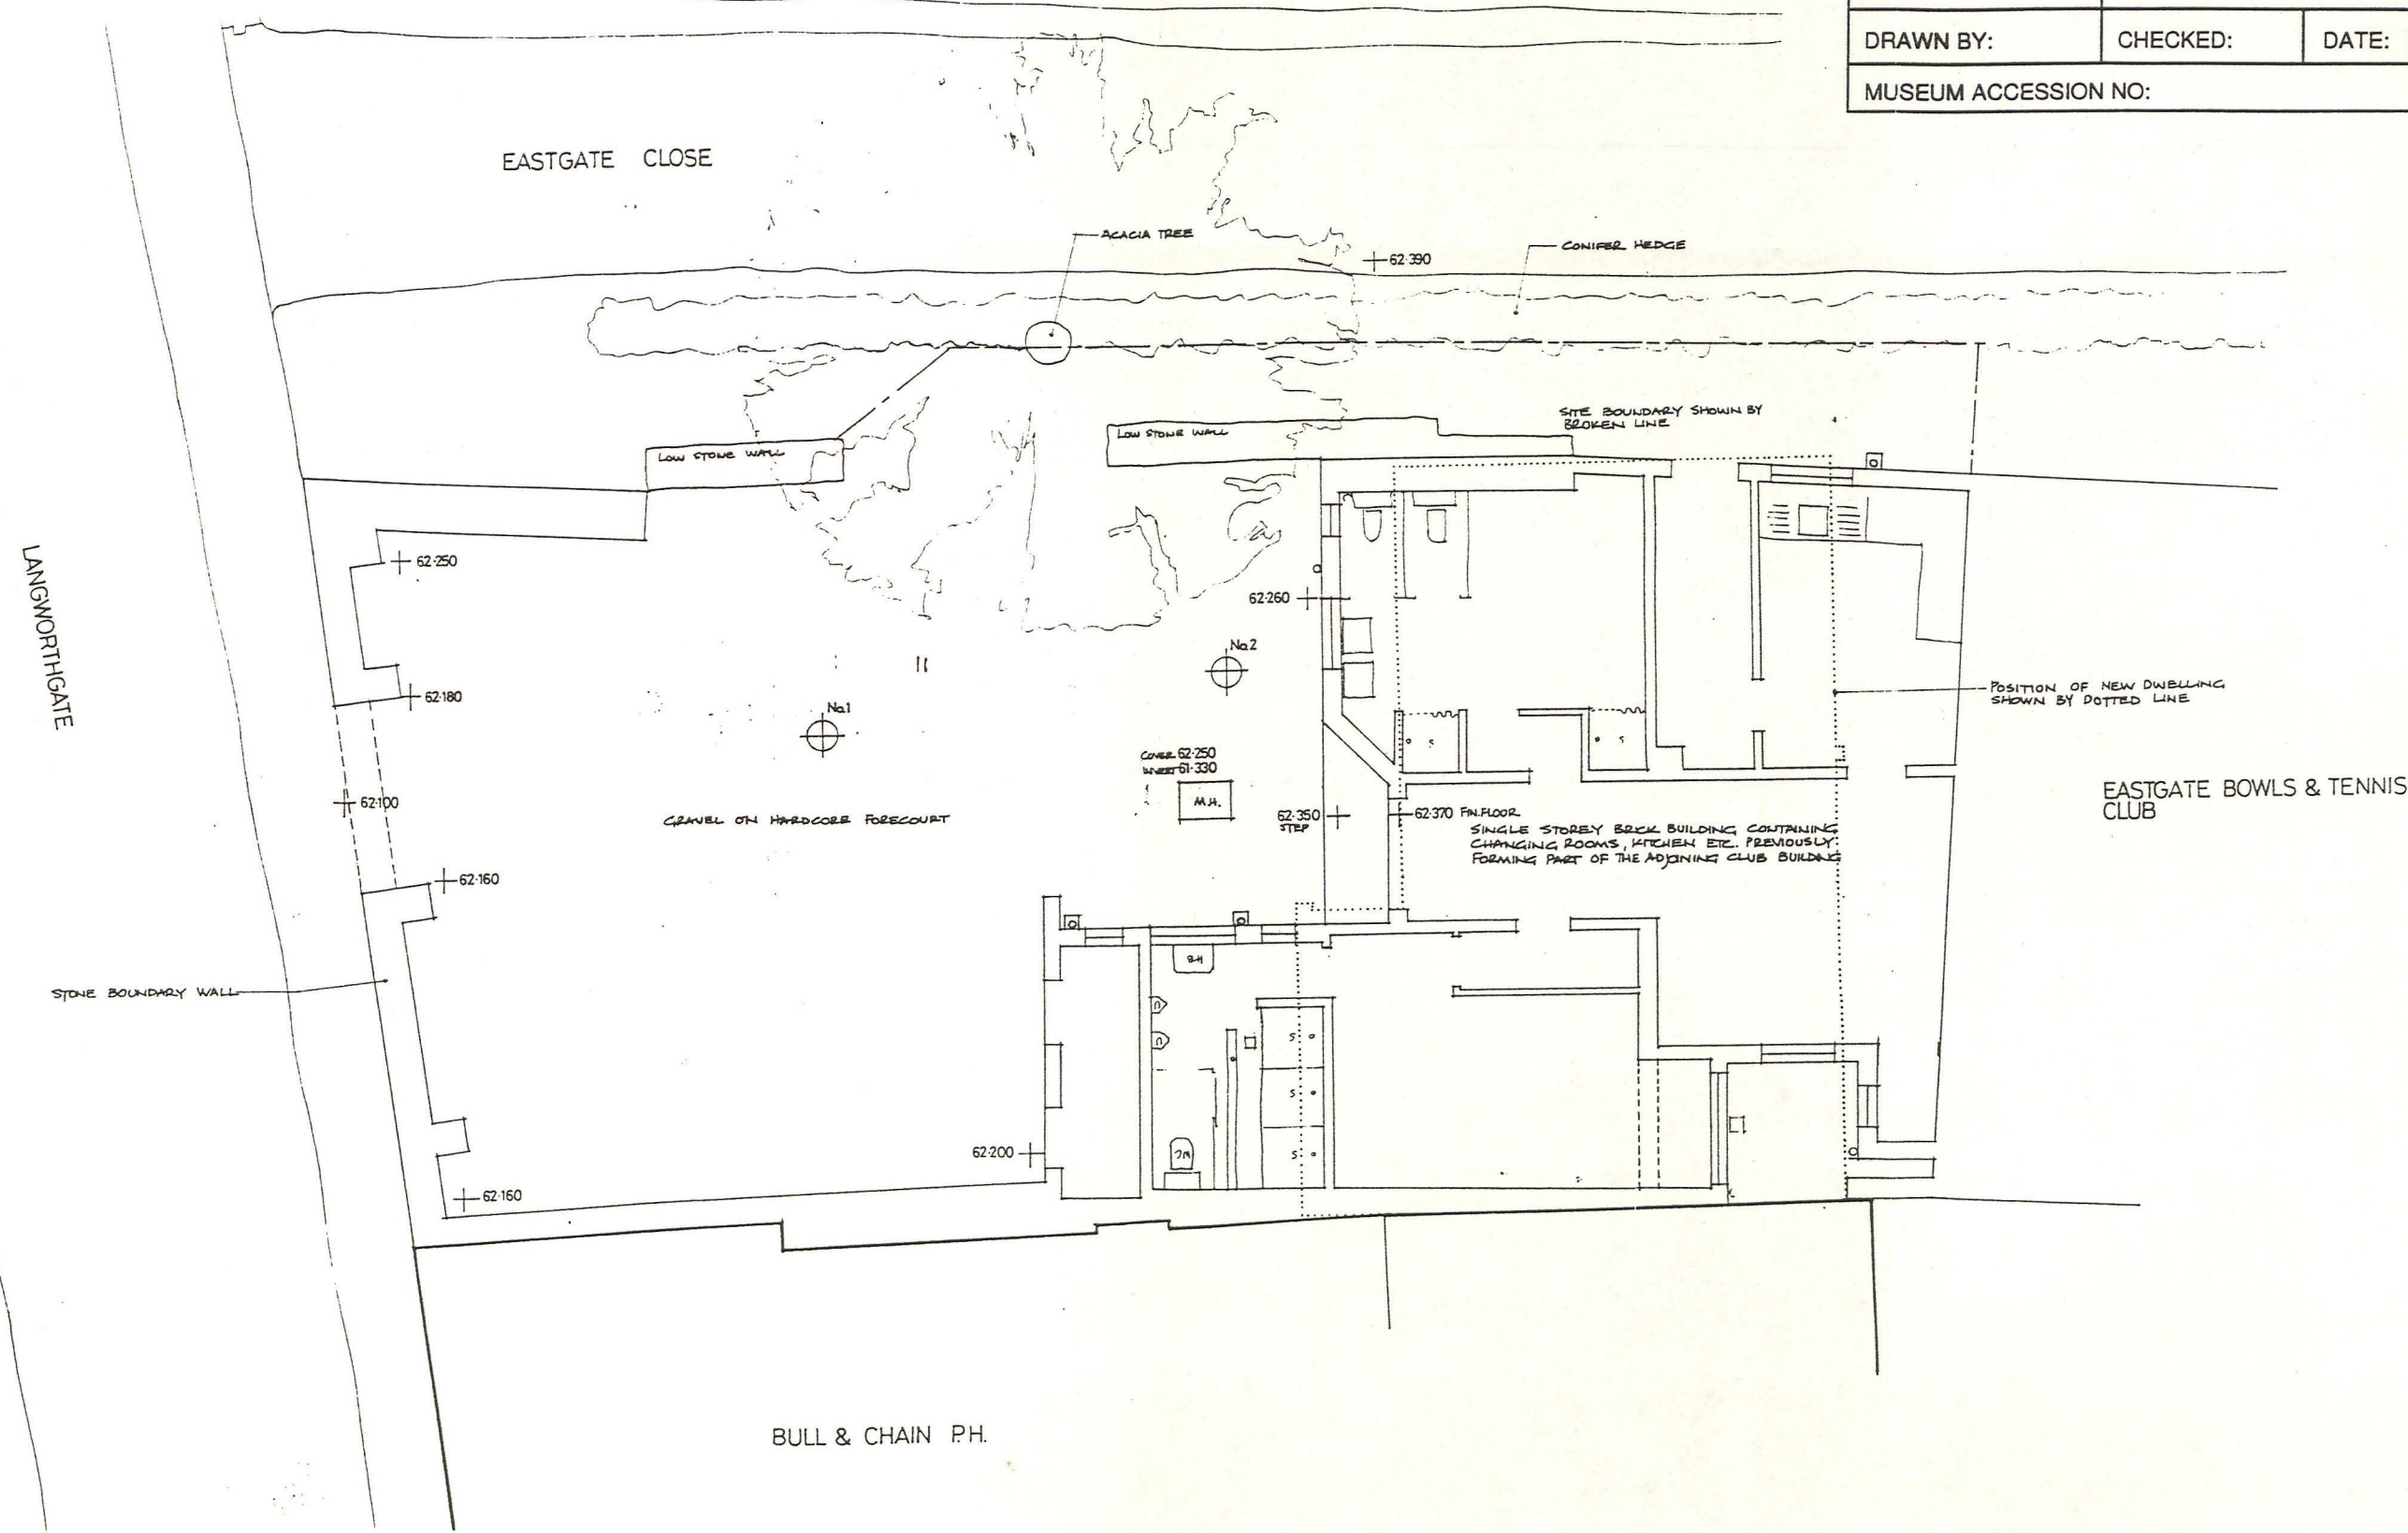 DRAWN BY:
CHECKED:
DATE:
MUSEUM ACCESSION NO:
EASTGATE CLOSE
ACACIA TREE
62·390
CONIFER HEDGE
SITE BOUNDARY SHOWN BY
BROKEN LINE
LOW STONE WALL
LOW STONE WALL
62·250
62·260
LANGWORTHGATE
No.2
62·180
No.1
POSITION OF NEW DWELLING
SHOWN BY DOTTED LINE
COVER 62·250
INVERT 61·330
M.H.
62·100
GRAVEL ON HARDCORE FORECOURT
62·350
STEP
62·370 FIN. FLOOR
SINGLE STOREY BRICK BUILDING CONTAINING
CHANGING ROOMS, KITCHEN ETC. PREVIOUSLY
FORMING PART OF THE ADJOINING CLUB BUILDING
EASTGATE BOWLS & TENNIS
CLUB
S
S
62·160
STONE BOUNDARY WALL
S
S
S
WC
62·200
62·160
BULL & CHAIN P.H.